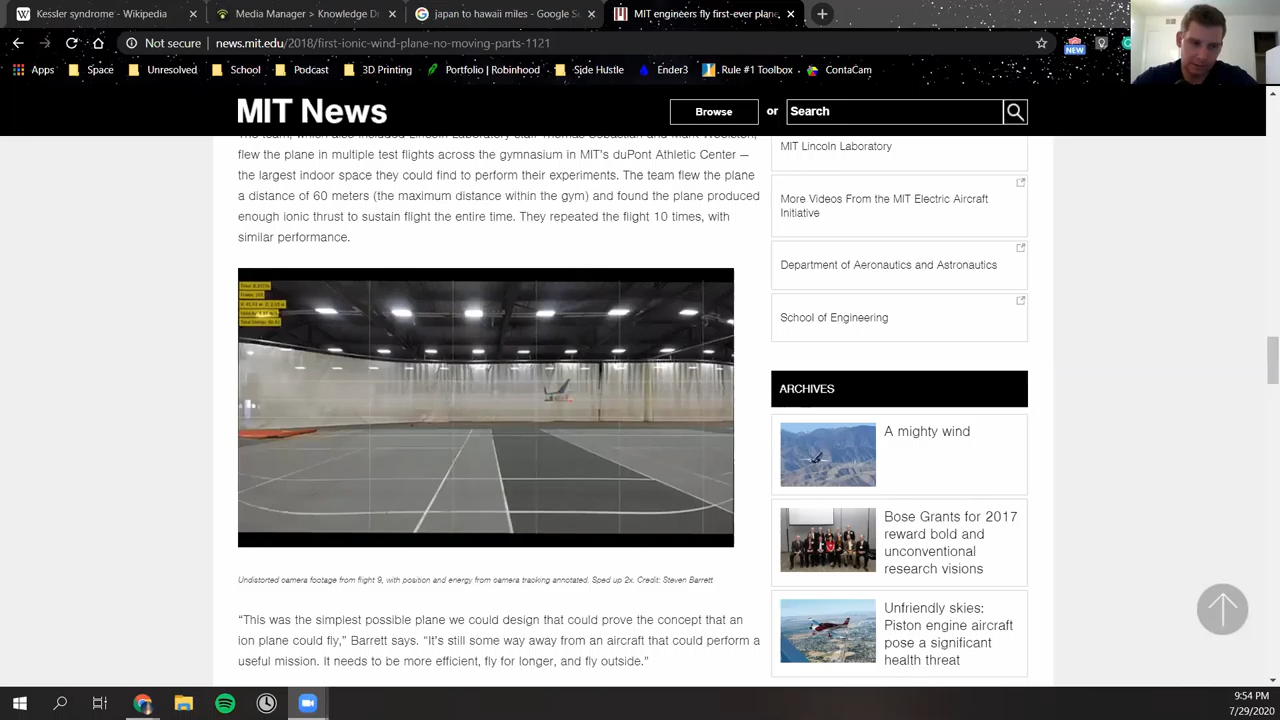 Kessler syndrome - Wikipedia
Media Manager > Knowledge D
japan to hawaii miles - Google S
MIT engineers fly first-ever plane
Not secure
news.mit.edu/2018/first-ionic-wind-plane-no-moving-parts-1121
NEW
Apps
Space
Unresolved
School
Podcast
3D Printing
Portfolio | Robinhood
Side Hustle
Ender3
Rule #1 Toolbox
ContaCam
MIT News
Browse
or
Search
The team, which also included Lincoln Laboratory staff Thomas Sebastian and Mark Woolston,
flew the plane in multiple test flights across the gymnasium in MIT's duPont Athletic Center —
the largest indoor space they could find to perform their experiments. The team flew the plane
a distance of 60 meters (the maximum distance within the gym) and found the plane produced
enough ionic thrust to sustain flight the entire time. They repeated the flight 10 times, with
similar performance.
Undistorted camera footage from flight 9, with position and energy from camera tracking annotated. Sped up 2x. Credit: Steven Barrett
“This was the simplest possible plane we could design that could prove the concept that an
ion plane could fly,” Barrett says. “It's still some way away from an aircraft that could perform a
useful mission. It needs to be more efficient, fly for longer, and fly outside.”
MIT Lincoln Laboratory
More Videos From the MIT Electric Aircraft
Initiative
Department of Aeronautics and Astronautics
School of Engineering
ARCHIVES
A mighty wind
Bose Grants for 2017
reward bold and
unconventional
research visions
Unfriendly skies:
Piston engine aircraft
pose a significant
health threat
9:54 PM
7/29/2020